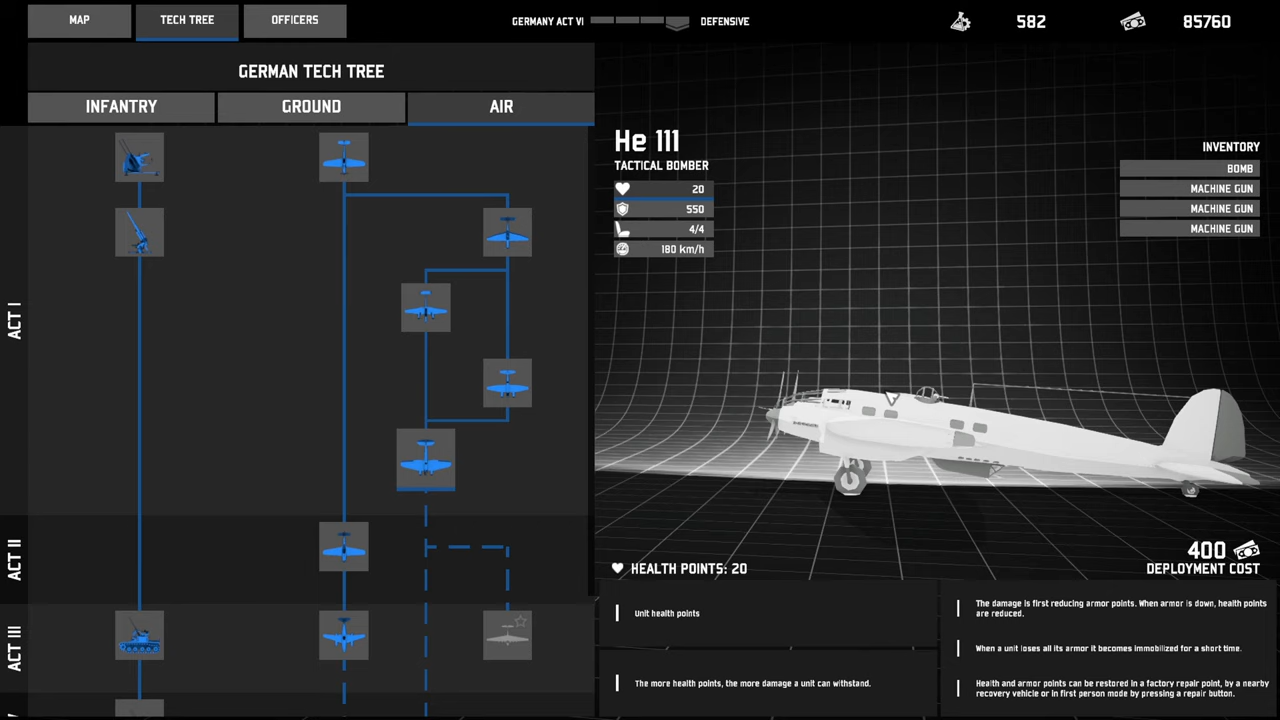 MAP
TECH TREE
OFFICERS
GERMANY ACT VI
DEFENSIVE
582
85760
GERMAN TECH TREE
INFANTRY
GROUND
AIR
ACT I
ACT II
ACT III
He 111
TACTICAL BOMBER
20
550
4/4
180 km/h
INVENTORY
BOMB
MACHINE GUN
MACHINE GUN
MACHINE GUN
400
DEPLOYMENT COST
HEALTH POINTS: 20
Unit health points
The more health points, the more damage a unit can withstand.
The damage is first reducing armor points. When armor is down, health points
are reduced.
When a unit loses all its armor it becomes immobilized for a short time.
Health and armor points can be restored in a factory repair point, by a nearby
recovery vehicle or in first person mode by pressing a repair button.